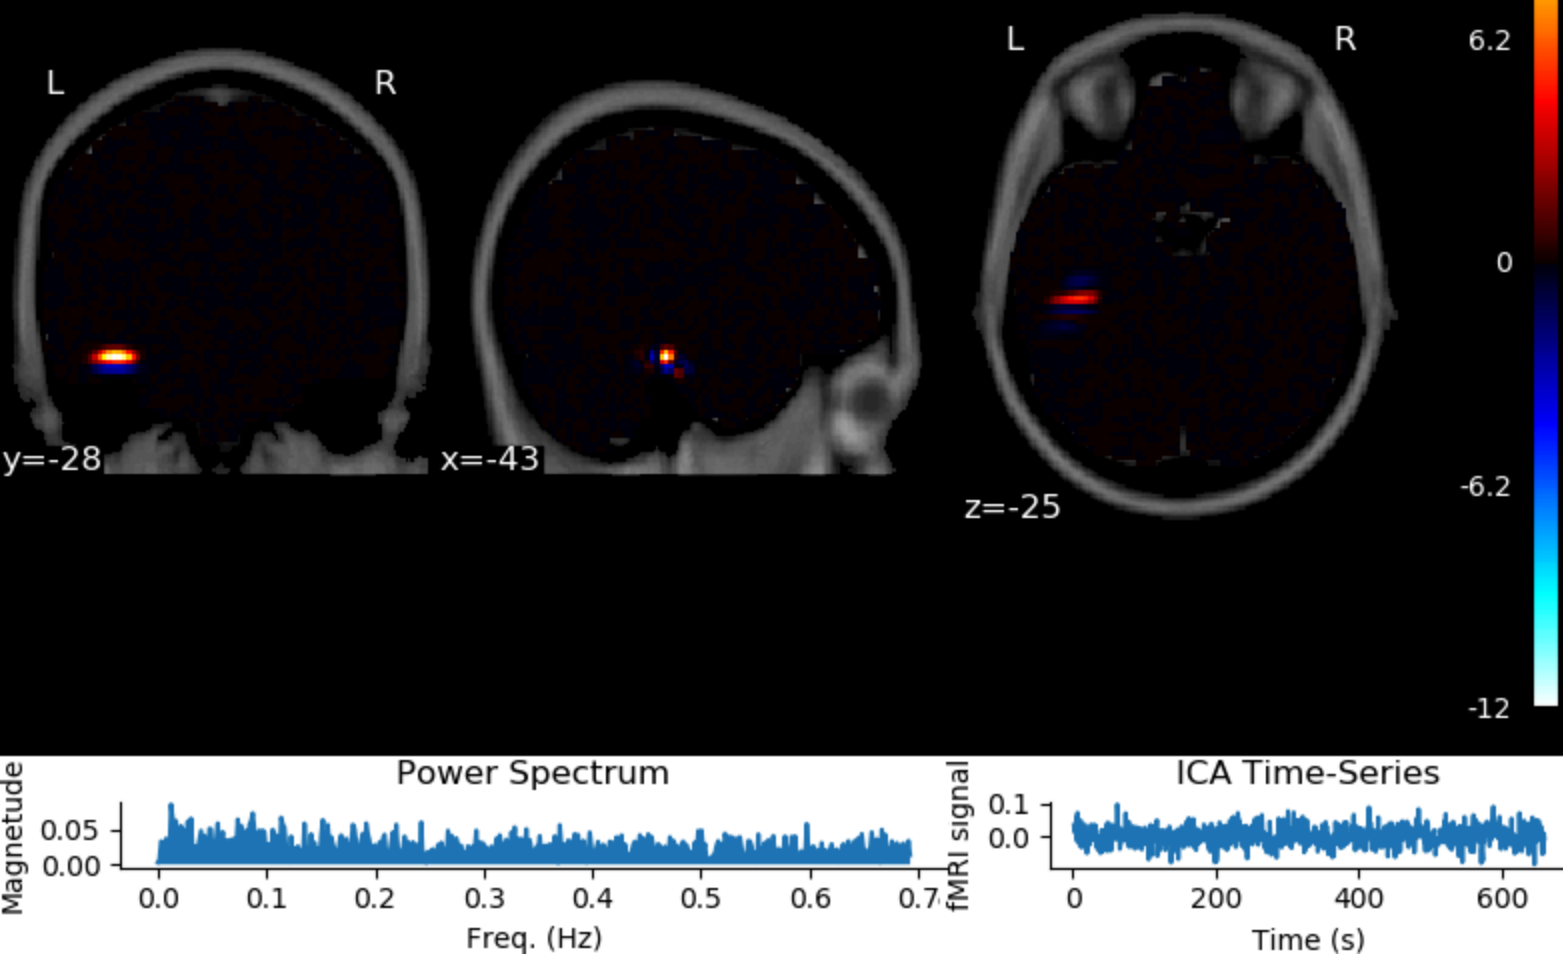 L R
L R
6.2
0
-6.2
-12
y=-28
x=-43
z=-25
Power Spectrum
Magnetude
0.05
0.00
0.0 0.1 0.2 0.3 0.4 0.5 0.6 0.7
Freq. (Hz)
ICA Time-Series
fMRI signal
0.1
0.0
0 200 400 600
Time (s)